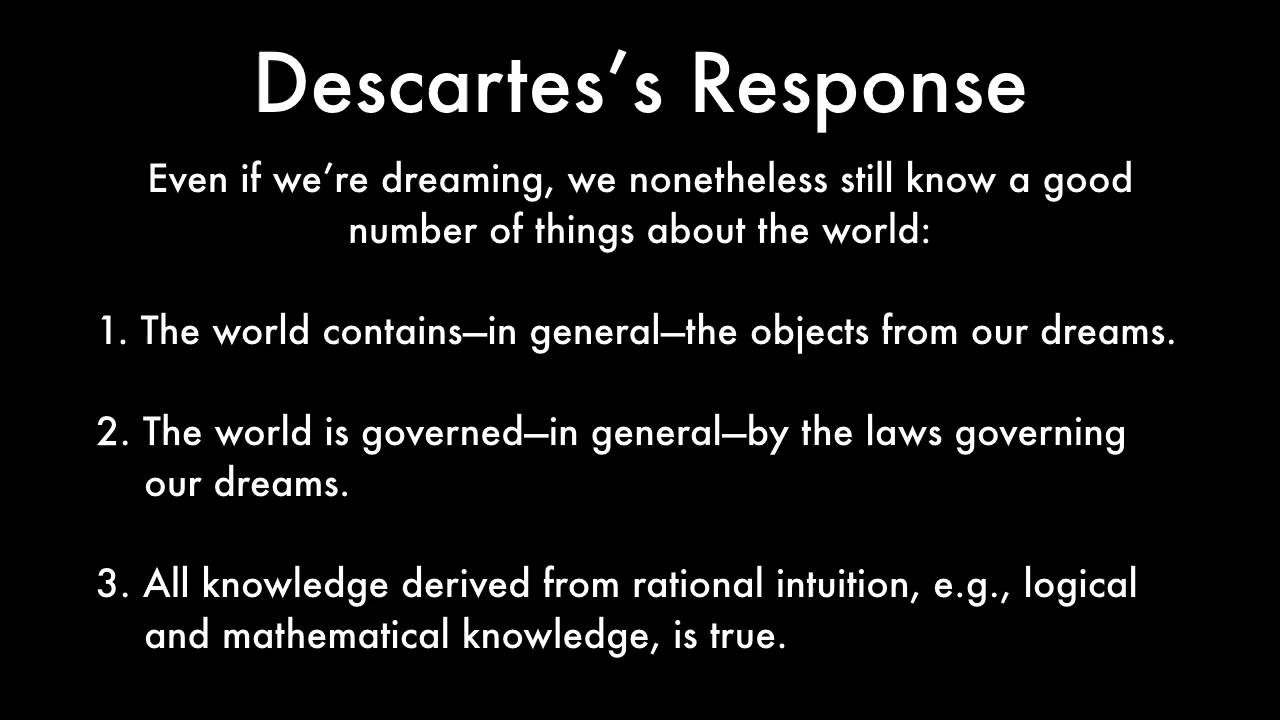 Descartes’s Response
Even if we’re dreaming, we nonetheless still know a good
number of things about the world:
1. The world contains—in general—the objects from our dreams.
2. The world is governed—in general—by the laws governing
our dreams.
3. All knowledge derived from rational intuition, e.g., logical
and mathematical knowledge, is true.